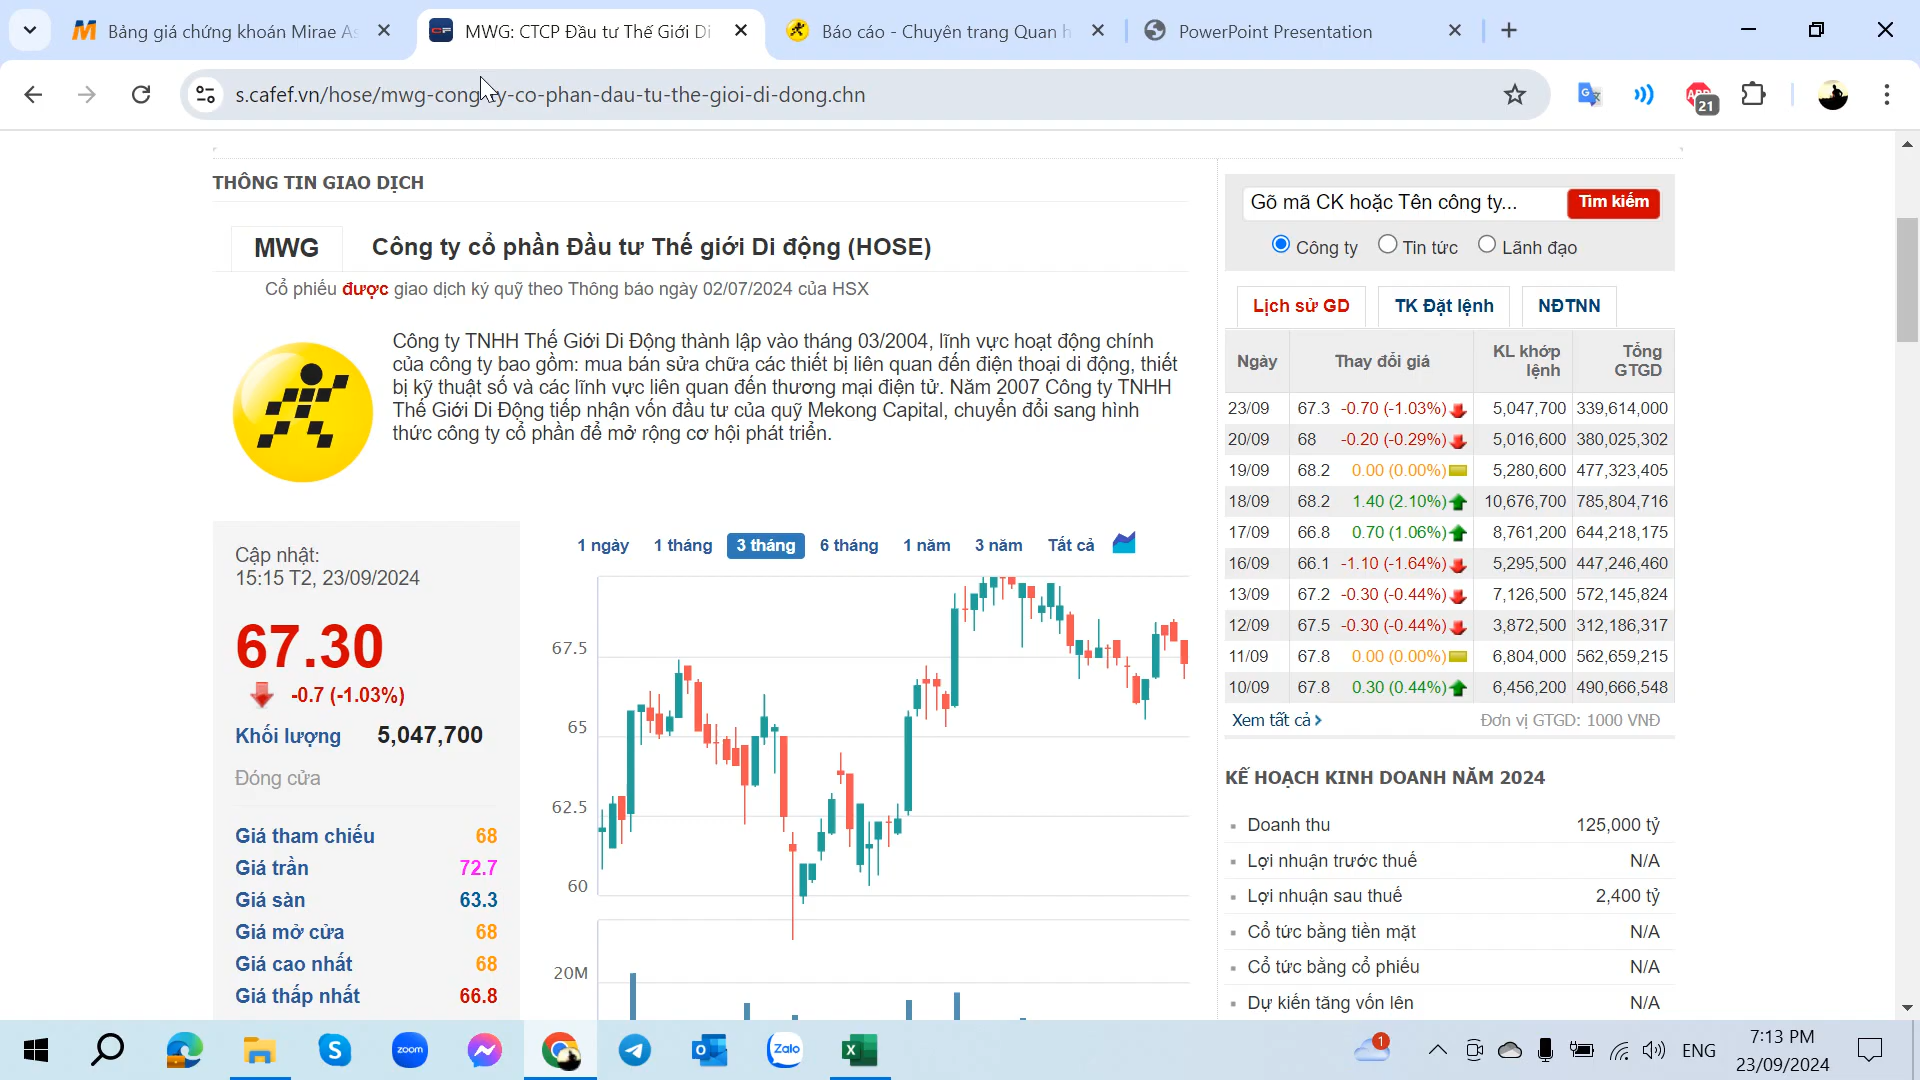 Bảng giá chứng khoán Mirae As
MWG: CTCP Đầu tư Thế Giới Di
Báo cáo - Chuyên trang Quan h
PowerPoint Presentation
s.cafef.vn/hose/mwg-cong-ty-co-phan-dau-tu-the-gioi-di-dong.chn
21
THÔNG TIN GIAO DỊCH
MWG
Công ty cổ phần Đầu tư Thế giới Di động (HOSE)
Cổ phiếu được giao dịch ký quỹ theo Thông báo ngày 02/07/2024 của HSX
Công ty TNHH Thế Giới Di Động thành lập vào tháng 03/2004, lĩnh vực hoạt động chính
của công ty bao gồm: mua bán sửa chữa các thiết bị liên quan đến điện thoại di động, thiết
bị kỹ thuật số và các lĩnh vực liên quan đến thương mại điện tử. Năm 2007 Công ty TNHH
Thế Giới Di Động tiếp nhận vốn đầu tư của quỹ Mekong Capital, chuyển đổi sang hình
thức công ty cổ phần để mở rộng cơ hội phát triển.
Cập nhật:
15:15 T2, 23/09/2024
67.30
-0.7 (-1.03%)
Khối lượng 5,047,700
Đóng cửa
Giá tham chiếu 68
Giá trần 72.7
Giá sàn 63.3
Giá mở cửa 68
Giá cao nhất 68
Giá thấp nhất 66.8
1 ngày 1 tháng 3 tháng 6 tháng 1 năm 3 năm Tất cả
67.5
65
62.5
60
20M
Gõ mã CK hoặc Tên công ty... Tìm kiếm
Công ty Tin tức Lãnh đạo
Lịch sử GD TK Đặt lệnh NĐTNN
Ngày Thay đổi giá KL khớp lệnh Tổng GTGD
23/09 67.3 -0.70 (-1.03%) 5,047,700 339,614,000
20/09 68 -0.20 (-0.29%) 5,016,600 380,025,302
19/09 68.2 0.00 (0.00%) 5,280,600 477,323,405
18/09 68.2 1.40 (2.10%) 10,676,700 785,804,716
17/09 66.8 0.70 (1.06%) 8,761,200 644,218,175
16/09 66.1 -1.10 (-1.64%) 5,295,500 447,246,460
13/09 67.2 -0.30 (-0.44%) 7,126,500 572,145,824
12/09 67.5 -0.30 (-0.44%) 3,872,500 312,186,317
11/09 67.8 0.00 (0.00%) 6,804,000 562,659,215
10/09 67.8 0.30 (0.44%) 6,456,200 490,666,548
Xem tất cả Đơn vị GTGD: 1000 VNĐ
KẾ HOẠCH KINH DOANH NĂM 2024
Doanh thu 125,000 tỷ
Lợi nhuận trước thuế N/A
Lợi nhuận sau thuế 2,400 tỷ
Cổ tức bằng tiền mặt N/A
Cổ tức bằng cổ phiếu N/A
Dự kiến tăng vốn lên N/A
zoom
Zalo
1
ENG
7:13 PM
23/09/2024